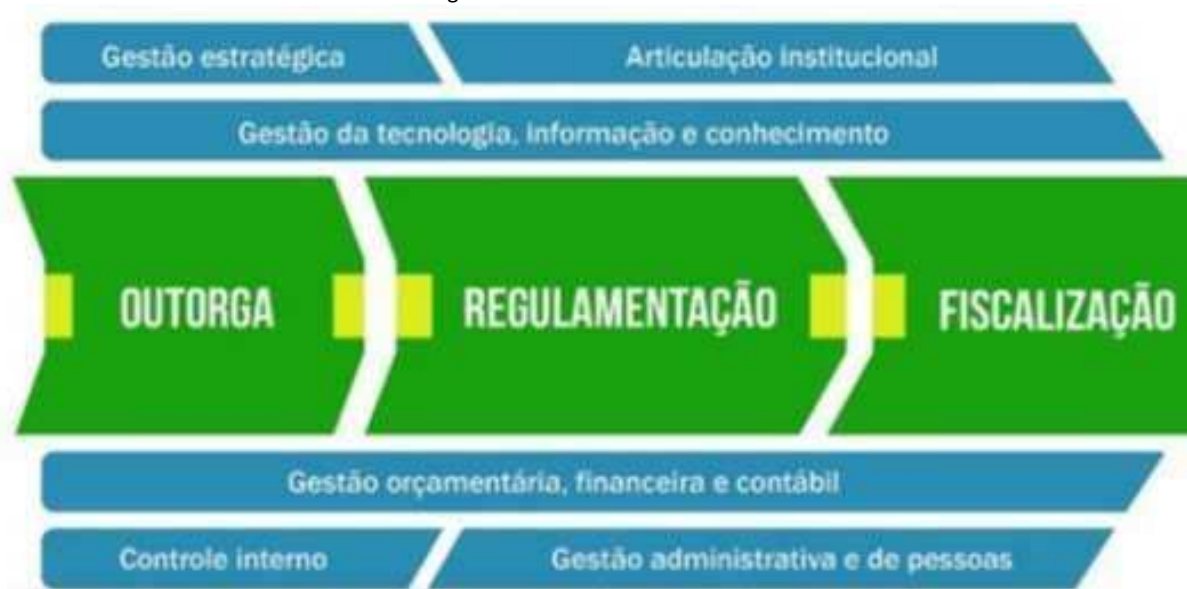 Gestão estratégica
Articulação institucional
Gestão da tecnologia, informação e conhecimento
OUTORGA
REGULAMENTAÇÃO
FISCALIZAÇÃO
Gestão orçamentária, financeira e contábil
Controle interno
Gestão administrativa e de pessoas